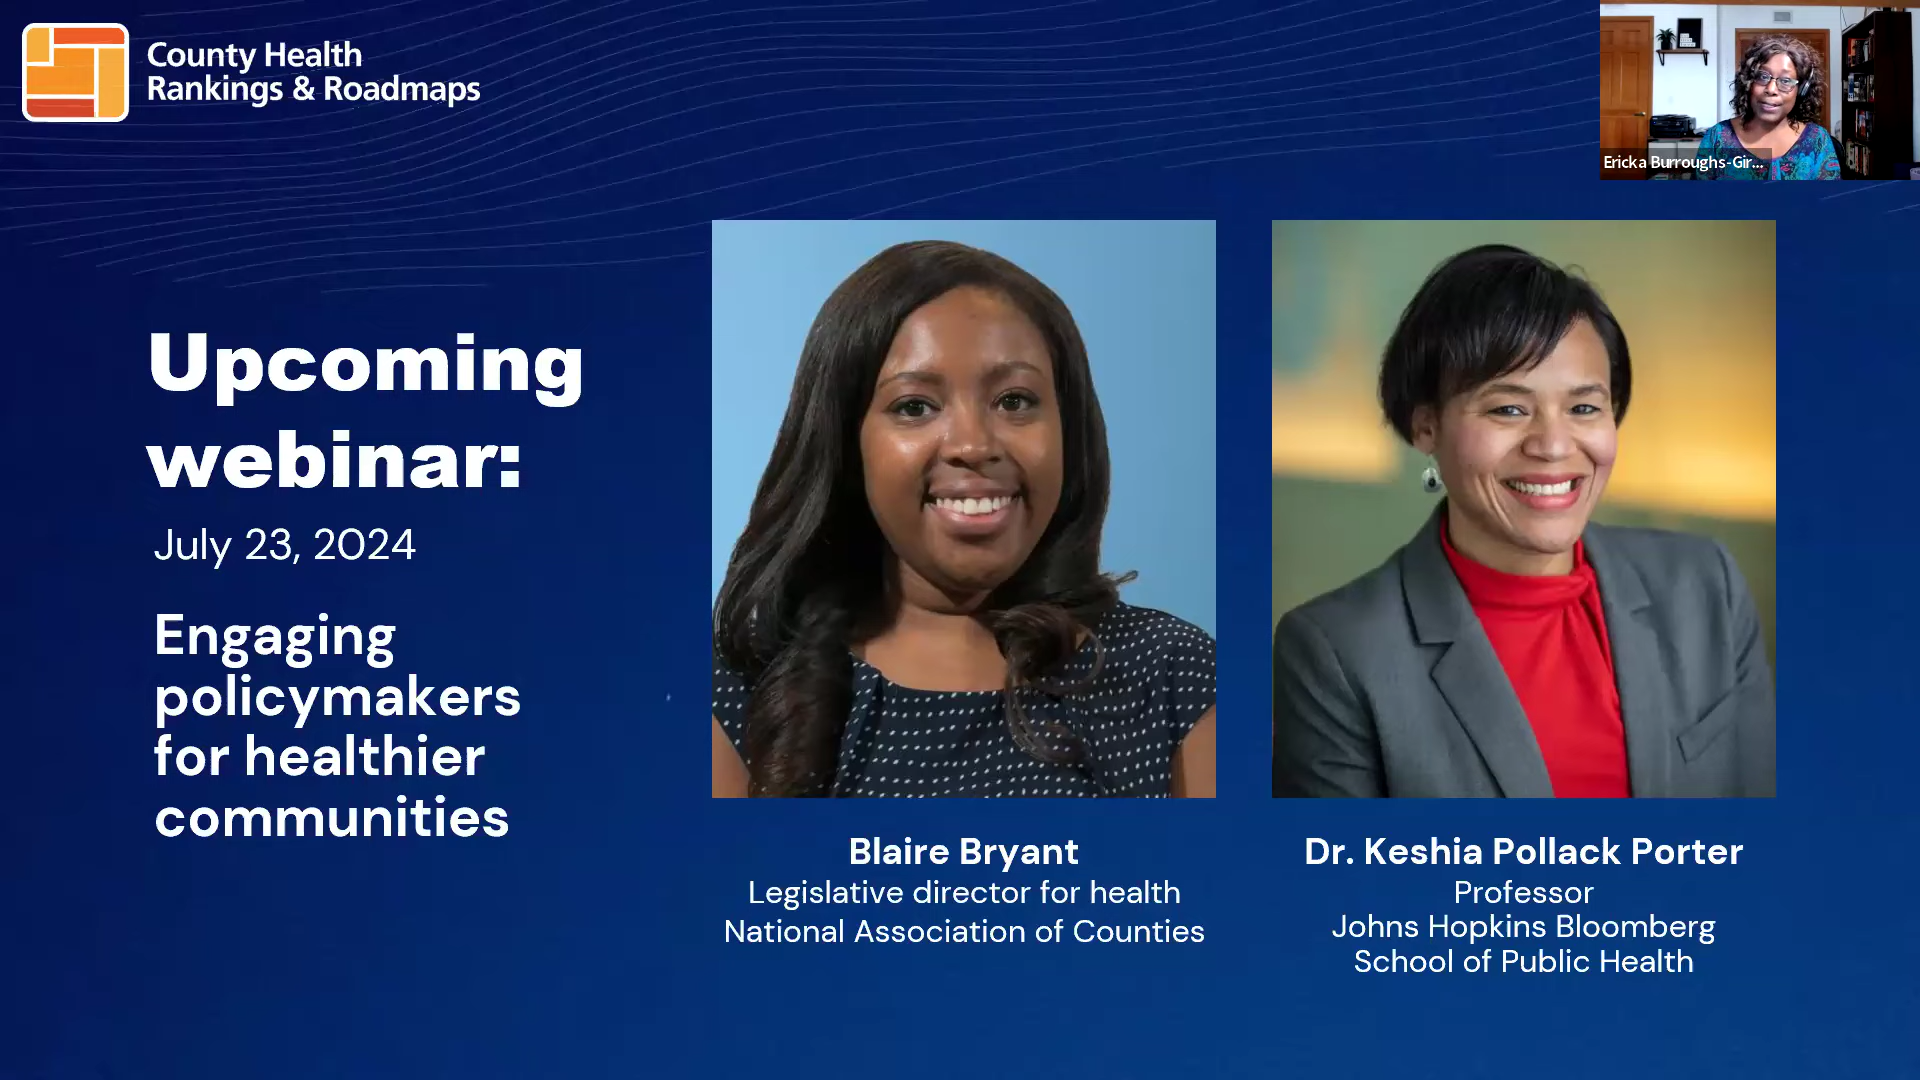 County Health
Rankings & Roadmaps
Ericka Burroughs-Gir...
Upcoming
webinar:
July 23, 2024
Engaging
policymakers
for healthier
communities
Blaire Bryant
Legislative director for health
National Association of Counties
Dr. Keshia Pollack Porter
Professor
Johns Hopkins Bloomberg
School of Public Health